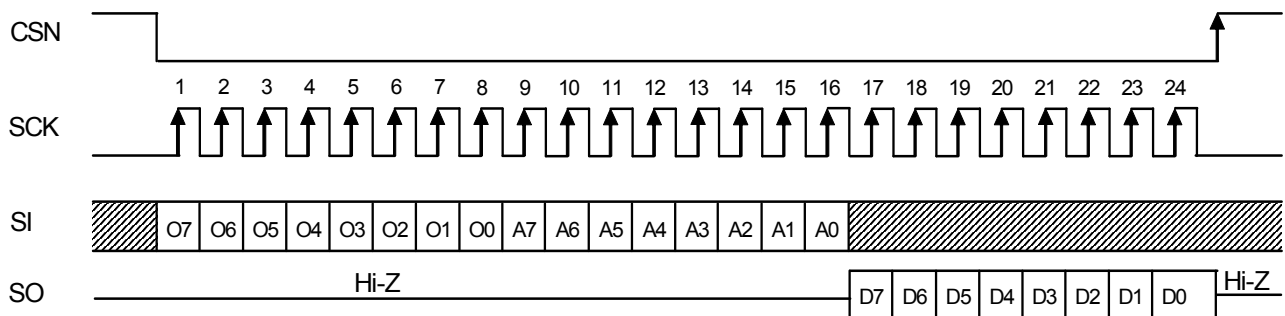 CSN
1 2 3 4 5 6 7 8 9 10 11 12 13 14 15 16 17 18 19 20 21 22 23 24
SCK
SI O7 O6 O5 O4 O3 O2 O1 O0 A7 A6 A5 A4 A3 A2 A1 A0
Hi-Z Hi-Z
SO D7 D6 D5 D4 D3 D2 D1 D0